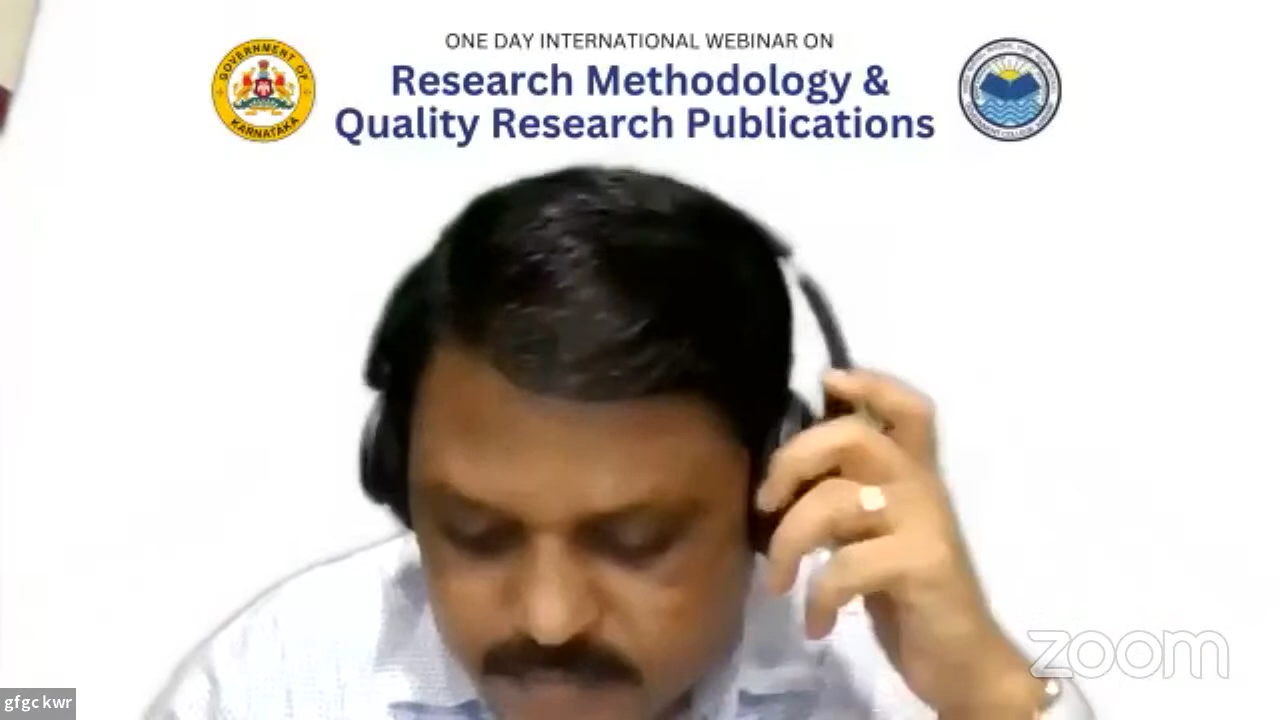 ONE DAY INTERNATIONAL WEBINAR ON
Research Methodology &
Quality Research Publications
GOVERNMENT OF
KARNATAKA
zoom
gfgc kwr